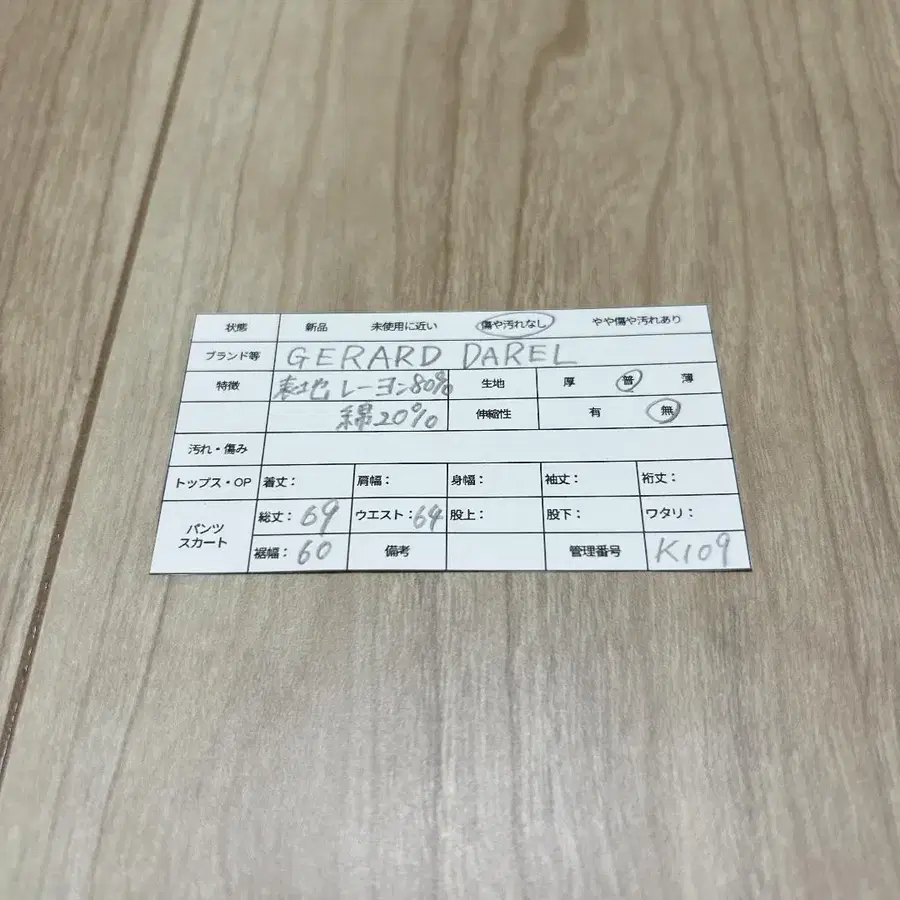 状態 新品 未使用に近い 傷や汚れなし やや傷や汚れあり
ブランド等 GERARD DAREL
特徴 表地 レーヨン80% 生地 厚 普 薄
綿20% 伸縮性 有 無
汚れ・傷み
トップス・OP 着丈: 肩幅: 身幅: 袖丈: 裄丈:
パンツ スカート 総丈:69 ウエスト:64 股上: 股下: ワタリ:
裾幅:60 備考 管理番号 K109